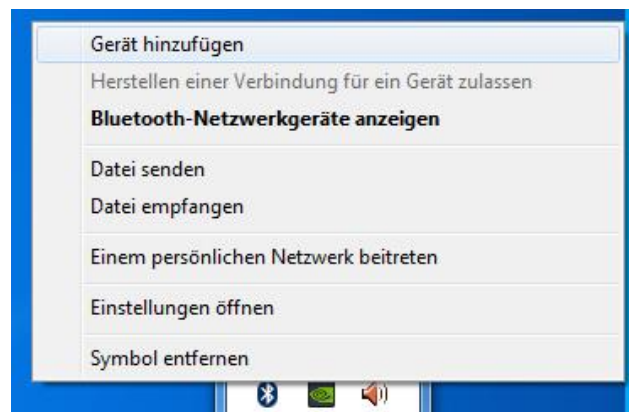 Gerät hinzufügen
Herstellen einer Verbindung für ein Gerät zulassen
Bluetooth-Netzwerkgeräte anzeigen
Datei senden
Datei empfangen
Einem persönlichen Netzwerk beitreten
Einstellungen öffnen
Symbol entfernen